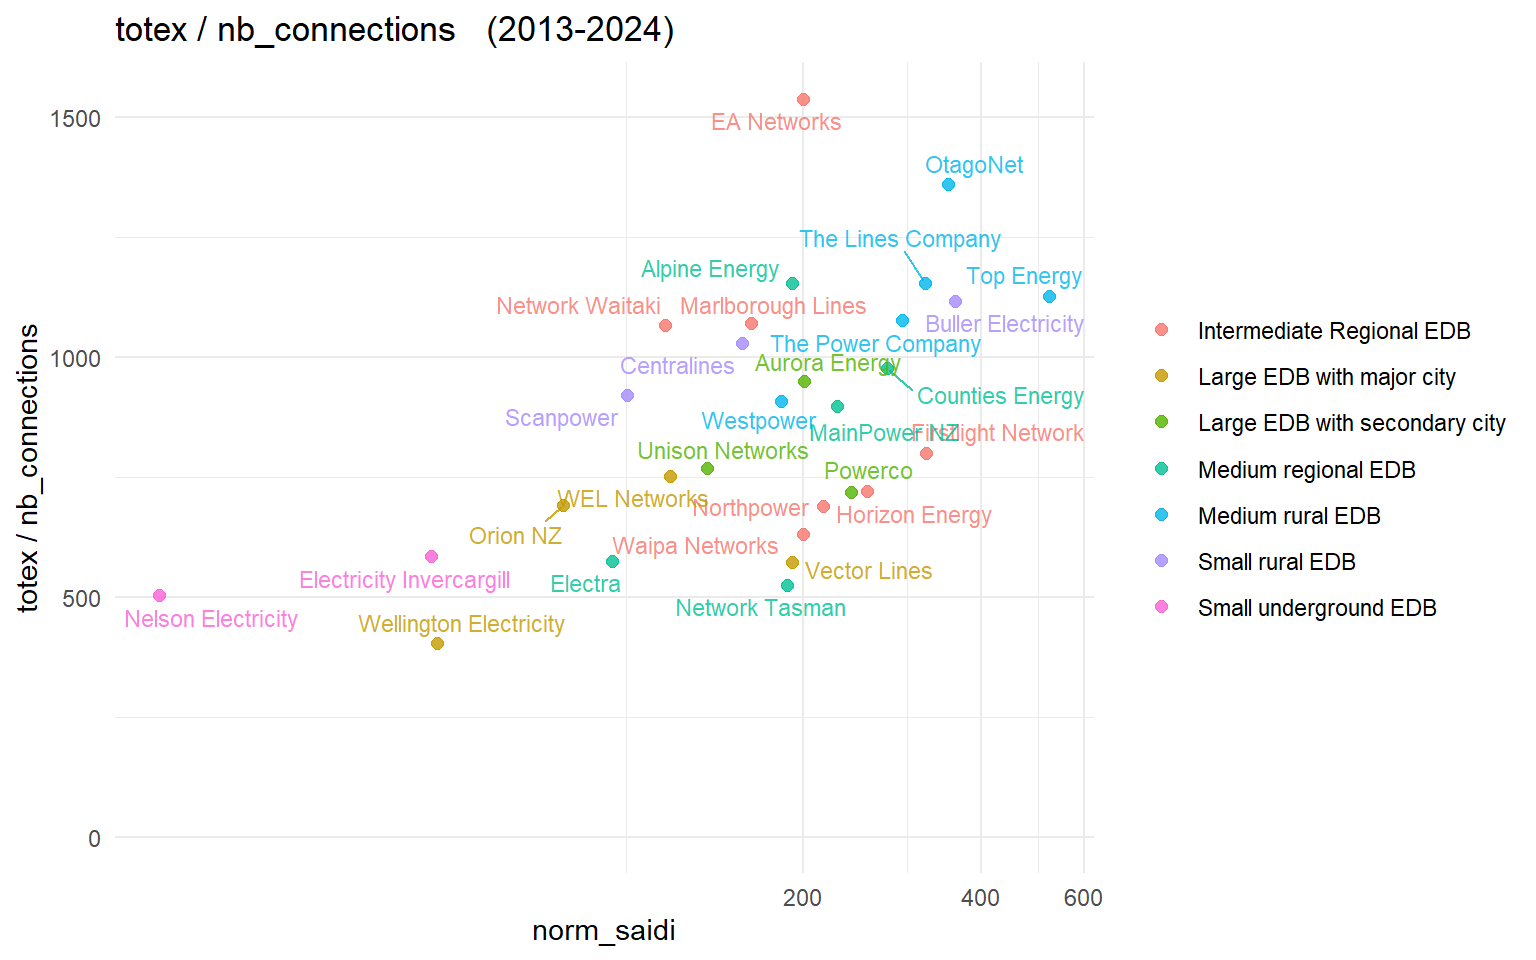 totex / nb_connections (2013-2024)
1500
1000
500
0
totex / nb_connections
EA Networks
OtagoNet
The Lines Company
Alpine Energy
Top Energy
Network Waitaki
Marlborough Lines
Buller Electricity
The Power Company
Centralines
Aurora Energy
Counties Energy
Scanpower
Westpower
MainPower NZ
Firstlight Network
Unison Networks
Powerco
WEL Networks
Northpower
Horizon Energy
Orion NZ
Waipa Networks
Vector Lines
Electricity Invercargill
Electra
Network Tasman
Nelson Electricity
Wellington Electricity
200
400
600
norm_saidi
Intermediate Regional EDB
Large EDB with major city
Large EDB with secondary city
Medium regional EDB
Medium rural EDB
Small rural EDB
Small underground EDB